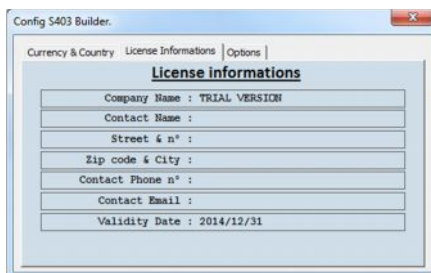 Config S403 Builder.
Currency & Country License Informations Options
License informations
Company Name : TRIAL VERSION
Contact Name :
Street & n° :
Zip code & City :
Contact Phone n° :
Contact Email :
Validity Date : 2014/12/31